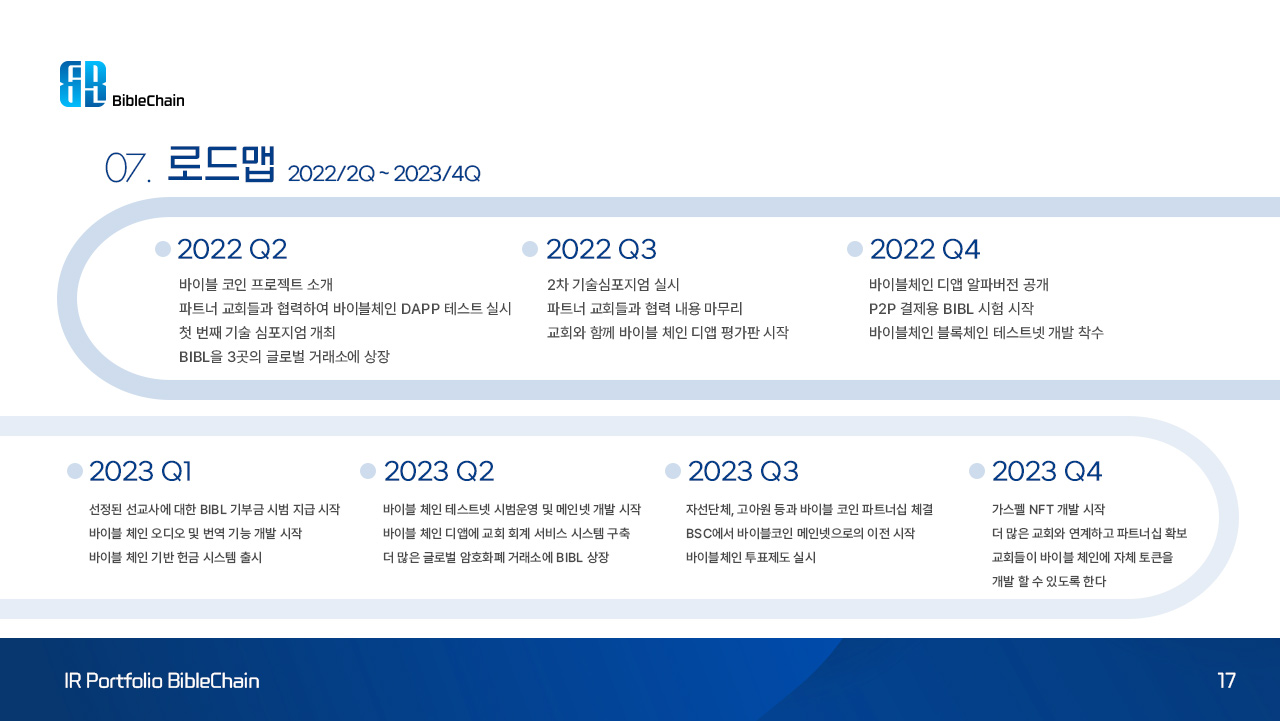 BibleChain
07. 로드맵 2022/2Q ~ 2023/4Q
2022 Q2
바이블 코인 프로젝트 소개
파트너 교회들과 협력하여 바이블체인 DAPP 테스트 실시
첫 번째 기술 심포지엄 개최
BIBL을 3곳의 글로벌 거래소에 상장
2022 Q3
2차 기술심포지엄 실시
파트너 교회들과 협력 내용 마무리
교회와 함께 바이블 체인 디앱 평가판 시작
2022 Q4
바이블체인 디앱 알파버전 공개
P2P 결제용 BIBL 시험 시작
바이블체인 블록체인 테스트넷 개발 착수
2023 Q1
선정된 선교사에 대한 BIBL 기부금 시범 지급 시작
바이블 체인 오디오 및 번역 기능 개발 시작
바이블 체인 기반 헌금 시스템 출시
2023 Q2
바이블 체인 테스트넷 시범운영 및 메인넷 개발 시작
바이블 체인 디앱에 교회 회계 서비스 시스템 구축
더 많은 글로벌 암호화폐 거래소에 BIBL 상장
2023 Q3
자선단체, 고아원 등과 바이블 코인 파트너십 체결
BSC에서 바이블코인 메인넷으로의 이전 시작
바이블체인 투표제도 실시
2023 Q4
가스펠 NFT 개발 시작
더 많은 교회와 연계하고 파트너십 확보
교회들이 바이블 체인에 자체 토큰을
개발 할 수 있도록 한다
IR Portfolio BibleChain
17